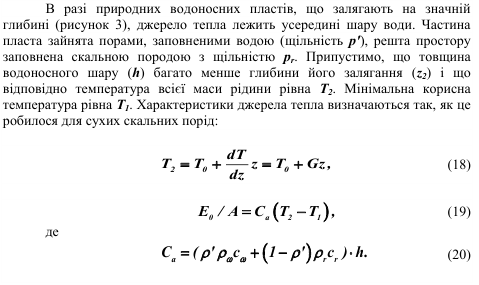 В разі природних водоносних пластів, що залягають на значній
глибині (рисунок 3), джерело тепла лежить усередині шару води. Частина
пласта зайнята порами, заповненими водою (щільність p'), решта простору
заповнена скальною породою з щільністю pr. Припустимо, що товщина
водоносного шару (h) багато менше глибини його залягання (z2) і що
відповідно температура всієї маси рідини рівна T2. Мінімальна корисна
температура рівна T1. Характеристики джерела тепла визначаються так, як це
робилося для сухих скальних порід:
T2 = T0 + dT/dz z = T0 + Gz, (18)
E0 / A = Ca (T2 − T1), (19)
де
Ca = (ρ' ρω cω + (1 − ρ') ρr cr) · h. (20)